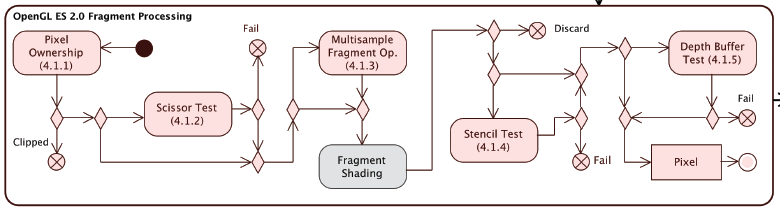 OpenGL ES 2.0 Fragment Processing
Pixel
Ownership
(4.1.1)
Clipped
Scissor Test
(4.1.2)
Fail
Multisample
Fragment Op.
(4.1.3)
Fragment
Shading
Discard
Stencil Test
(4.1.4)
Fail
Depth Buffer
Test (4.1.5)
Fail
Pixel